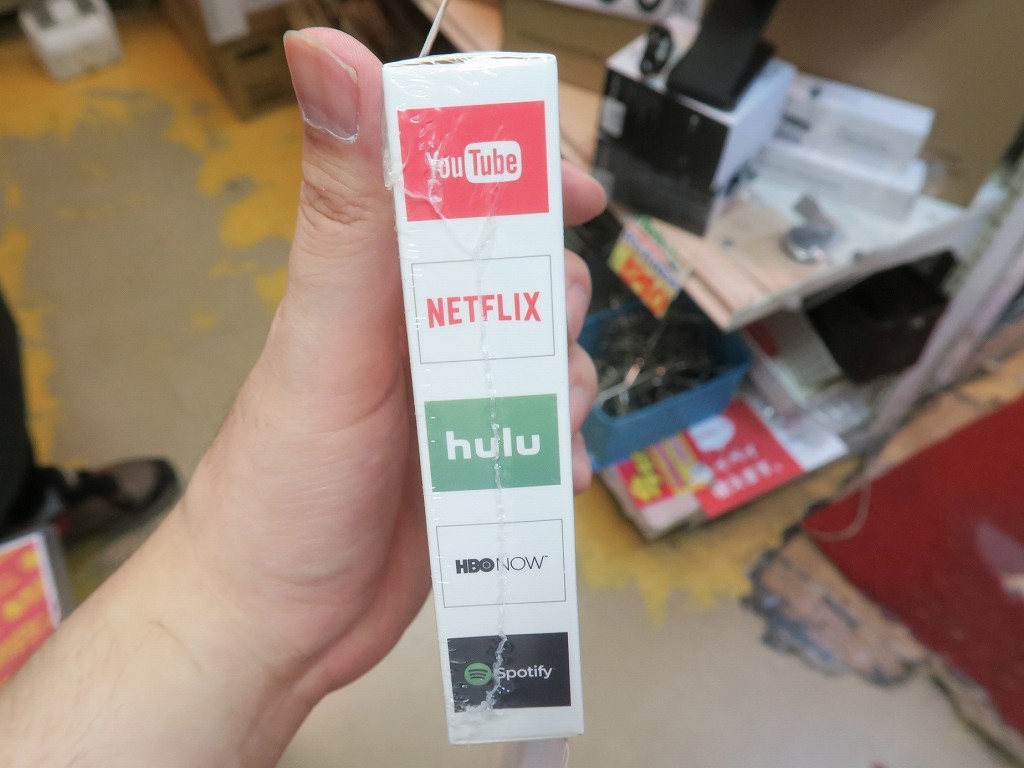 YouTube
NETFLIX
hulu
HBO NOW
Spotify